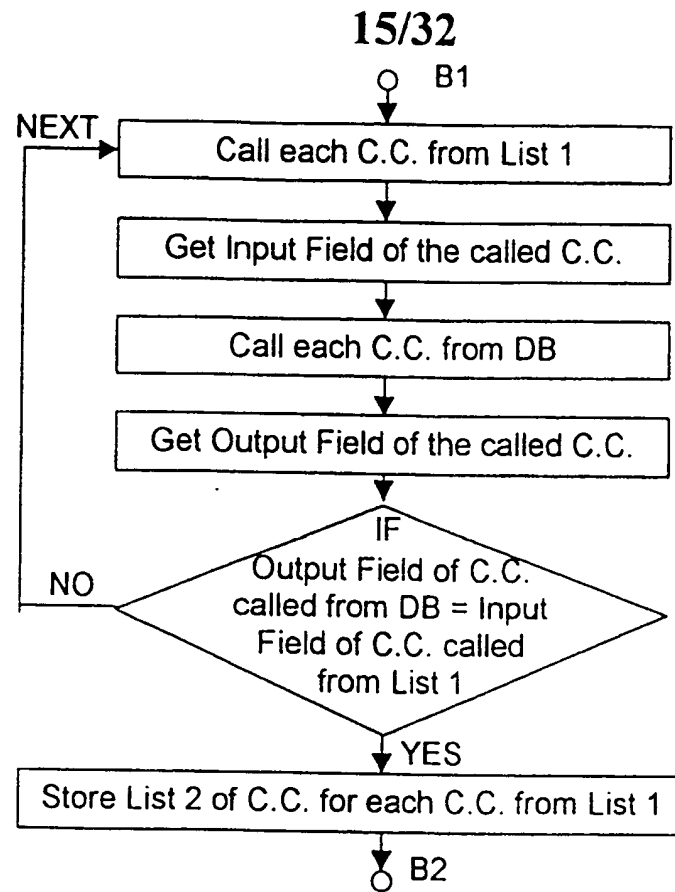 15/32
B1
NEXT
Call each C.C. from List 1
Get Input Field of the called C.C.
Call each C.C. from DB
Get Output Field of the called C.C.
IF
Output Field of C.C.
called from DB = Input
Field of C.C. called
from List 1
NO
YES
Store List 2 of C.C. for each C.C. from List 1
B2